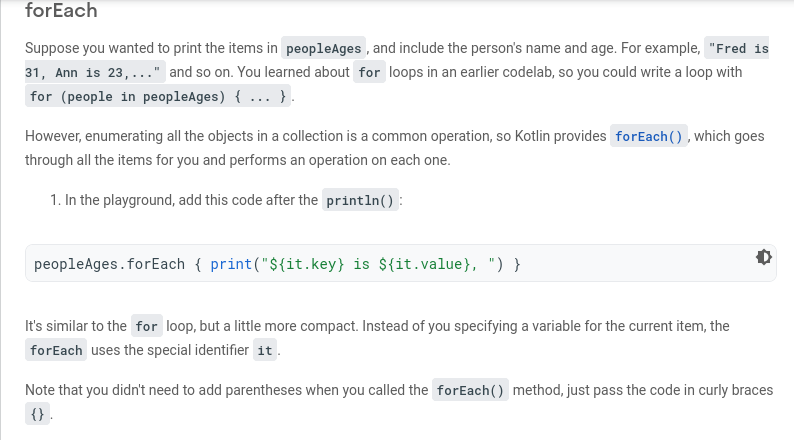 forEach
Suppose you wanted to print the items in peopleAges, and include the person's name and age. For example, "Fred is
31, Ann is 23,..." and so on. You learned about for loops in an earlier codelab, so you could write a loop with
for (people in peopleAges) { ... }.
However, enumerating all the objects in a collection is a common operation, so Kotlin provides forEach(), which goes
through all the items for you and performs an operation on each one.
1. In the playground, add this code after the println():
peopleAges.forEach { print("${it.key} is ${it.value}, ") }
It's similar to the for loop, but a little more compact. Instead of you specifying a variable for the current item, the
forEach uses the special identifier it.
Note that you didn't need to add parentheses when you called the forEach() method, just pass the code in curly braces
{}.